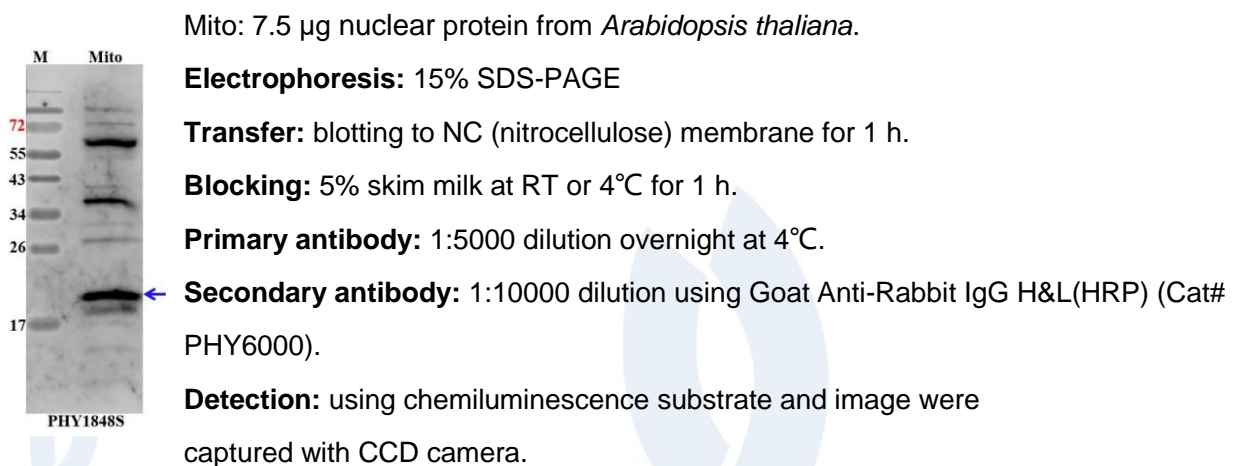 Mito: 7.5 µg nuclear protein from Arabidopsis thaliana.
M Mito
Electrophoresis: 15% SDS-PAGE
72
Transfer: blotting to NC (nitrocellulose) membrane for 1 h.
55
43
Blocking: 5% skim milk at RT or 4℃ for 1 h.
34
26
Primary antibody: 1:5000 dilution overnight at 4℃.
Secondary antibody: 1:10000 dilution using Goat Anti-Rabbit IgG H&L(HRP) (Cat#
17
PHY6000).
Detection: using chemiluminescence substrate and image were
PHY1848S
captured with CCD camera.